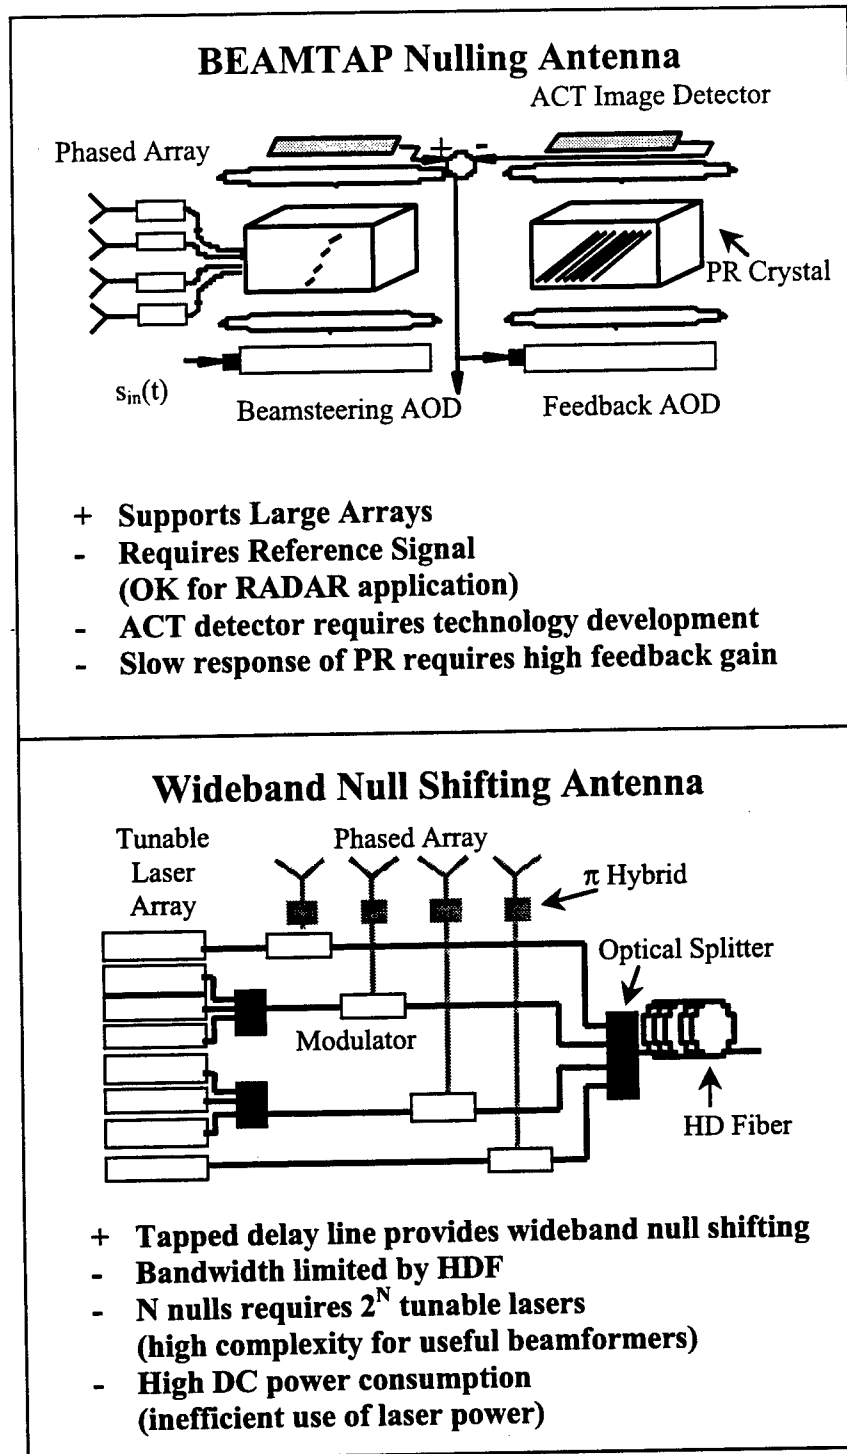 BEAMTAP Nulling Antenna
ACT Image Detector
Phased Array
+ -
PR Crystal
s_in(t)
Beamsteering AOD
Feedback AOD
+ Supports Large Arrays
- Requires Reference Signal
(OK for RADAR application)
- ACT detector requires technology development
- Slow response of PR requires high feedback gain
Wideband Null Shifting Antenna
Tunable
Laser
Array
Phased Array
π Hybrid
Optical Splitter
Modulator
HD Fiber
+ Tapped delay line provides wideband null shifting
- Bandwidth limited by HDF
- N nulls requires 2^N tunable lasers
(high complexity for useful beamformers)
- High DC power consumption
(inefficient use of laser power)